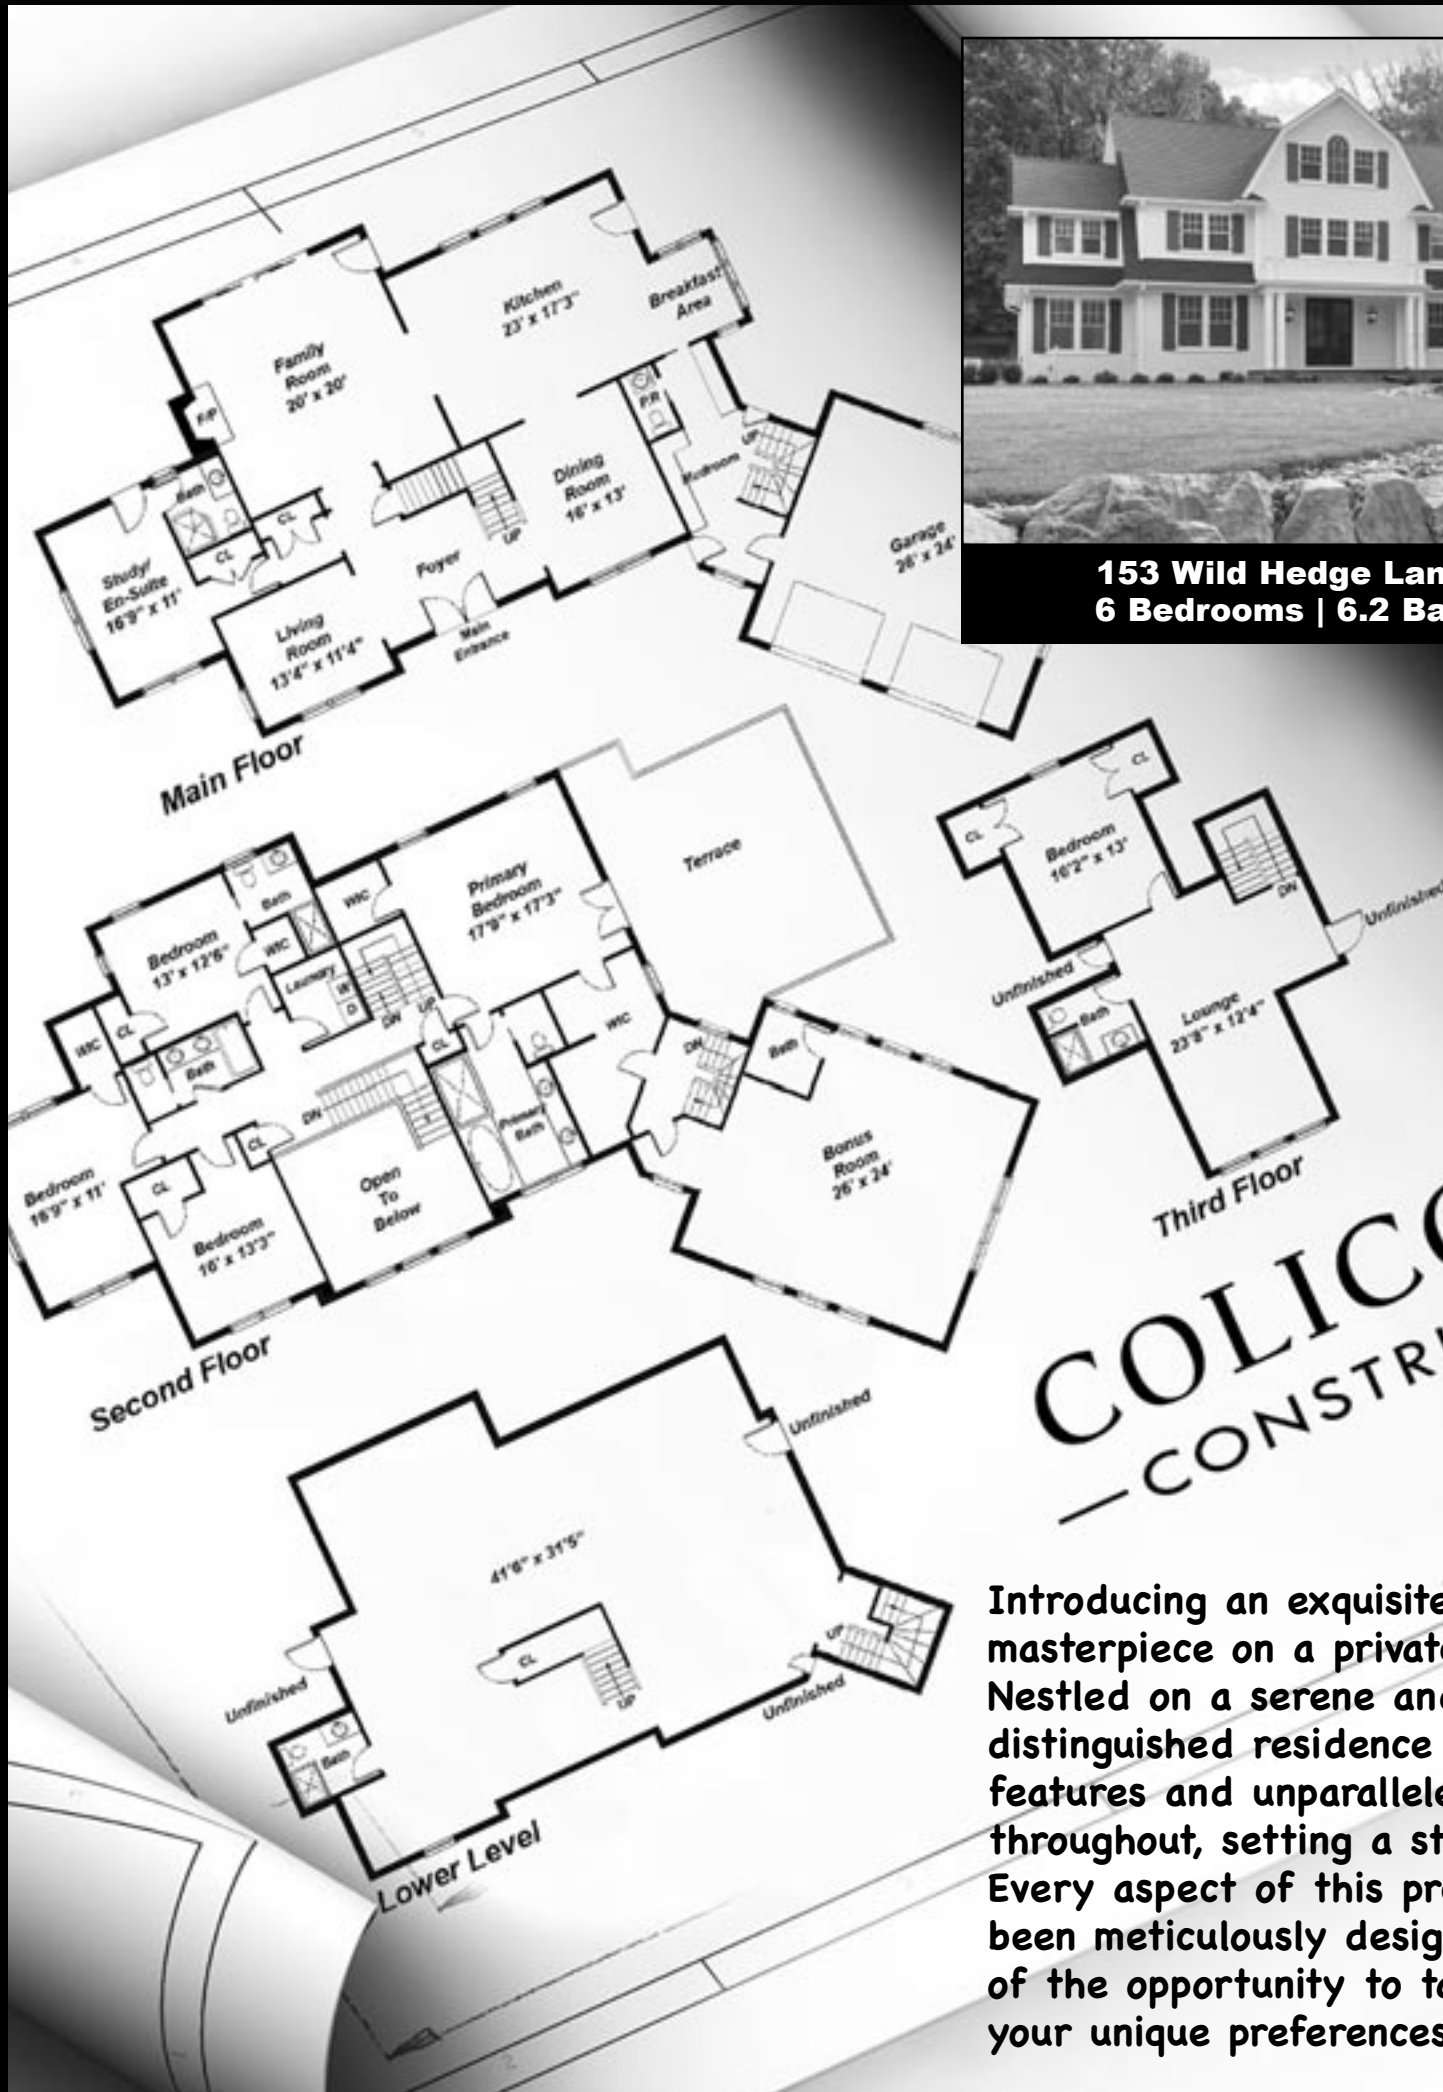 Kitchen
23' x 17'3"
Breakfast
Area
Family
Room
20' x 20'
F/P
P.R
UP
Mudroom
Dining
Room
16' x 13'
Garage
26' x 24'
Bath
CL
CL
UP
Foyer
Study/
En-Suite
16'9" x 11'
Living
Room
13'4" x 11'4"
Main
Entrance
Main Floor
153 Wild Hedge Lan
6 Bedrooms | 6.2 Ba
Terrace
Primary
Bedroom
17'9" x 17'3"
WIC
Bath
WIC
Bedroom
13' x 12'6"
Laundry
W
D
UP
DN
CL
WIC
CL
Bath
WIC
DN
Bath
DN
CL
Primary
Bath
Bonus
Room
26' x 24'
Bedroom
16'9" x 11'
CL
Open
To
Below
Bedroom
16' x 13'3"
Second Floor
CL
CL
Bedroom
16'2" x 13'
DN
Unfinished
Unfinished
Bath
Lounge
23'8" x 12'4"
Third Floor
COLICO
CONSTR
Unfinished
41'6" x 31'5"
UP
CL
UP
Unfinished
Unfinished
Bath
Lower Level
Introducing an exquisite
masterpiece on a private
Nestled on a serene and
distinguished residence
features and unparallele
throughout, setting a st
Every aspect of this pr
been meticulously desig
of the opportunity to t
your unique preferences